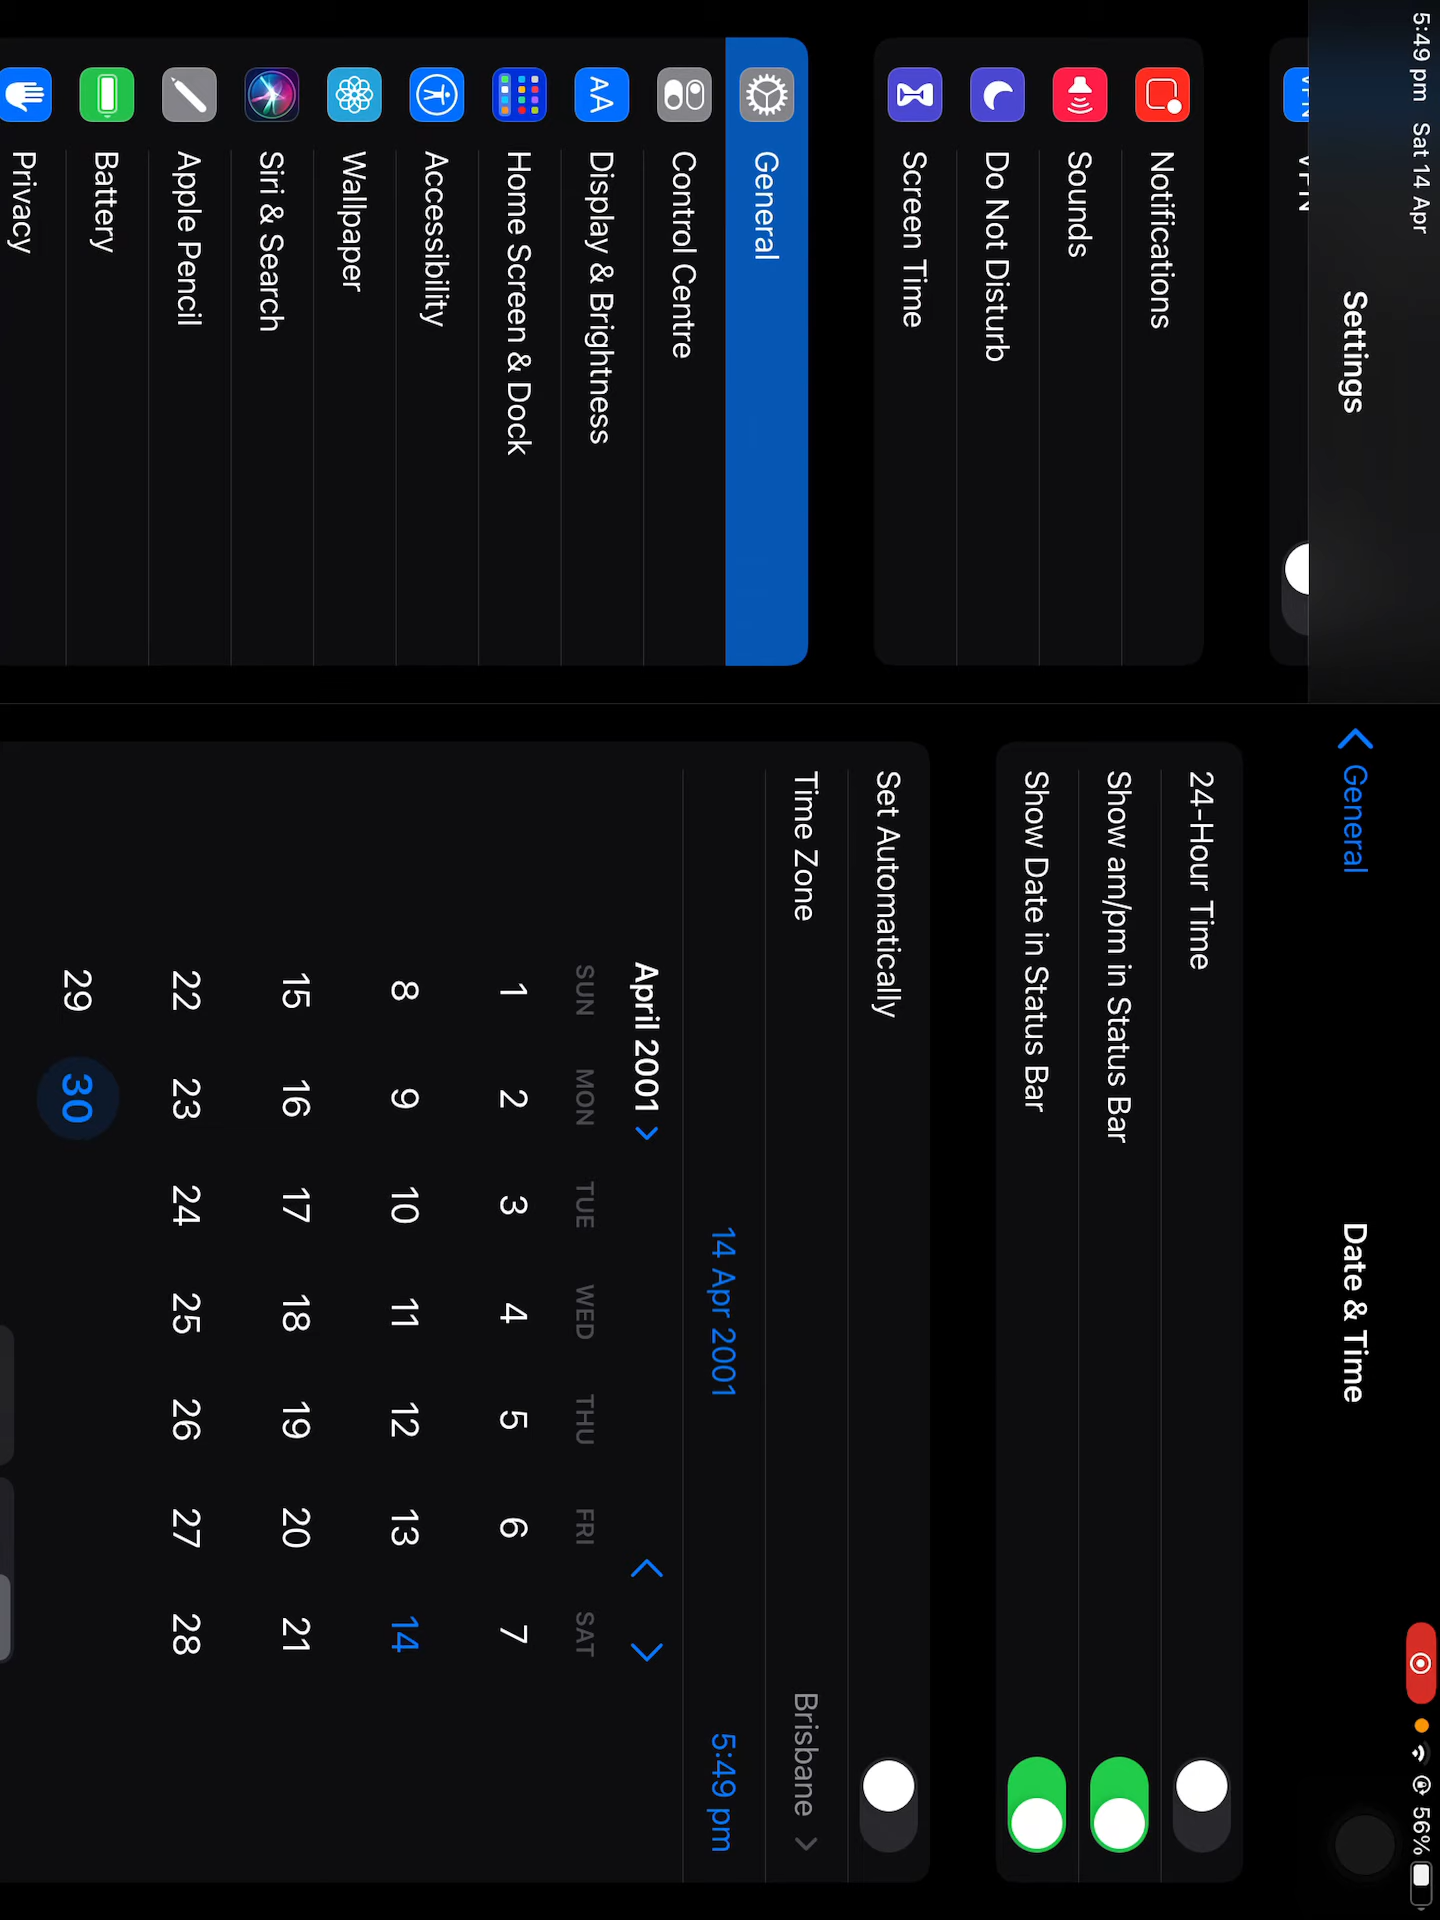 5:49 pm Sat 14 Apr
56%
Settings
VPN
Notifications
Sounds
Do Not Disturb
Screen Time
General
Control Centre
AA
Display & Brightness
Home Screen & Dock
Accessibility
Wallpaper
Siri & Search
Apple Pencil
Battery
Privacy
General
Date & Time
24-Hour Time
Show am/pm in Status Bar
Show Date in Status Bar
Set Automatically
Time Zone Brisbane
14 Apr 2001 5:49 pm
April 2001
SUN MON TUE WED THU FRI SAT
1 2 3 4 5 6 7
8 9 10 11 12 13 14
15 16 17 18 19 20 21
22 23 24 25 26 27 28
29 30